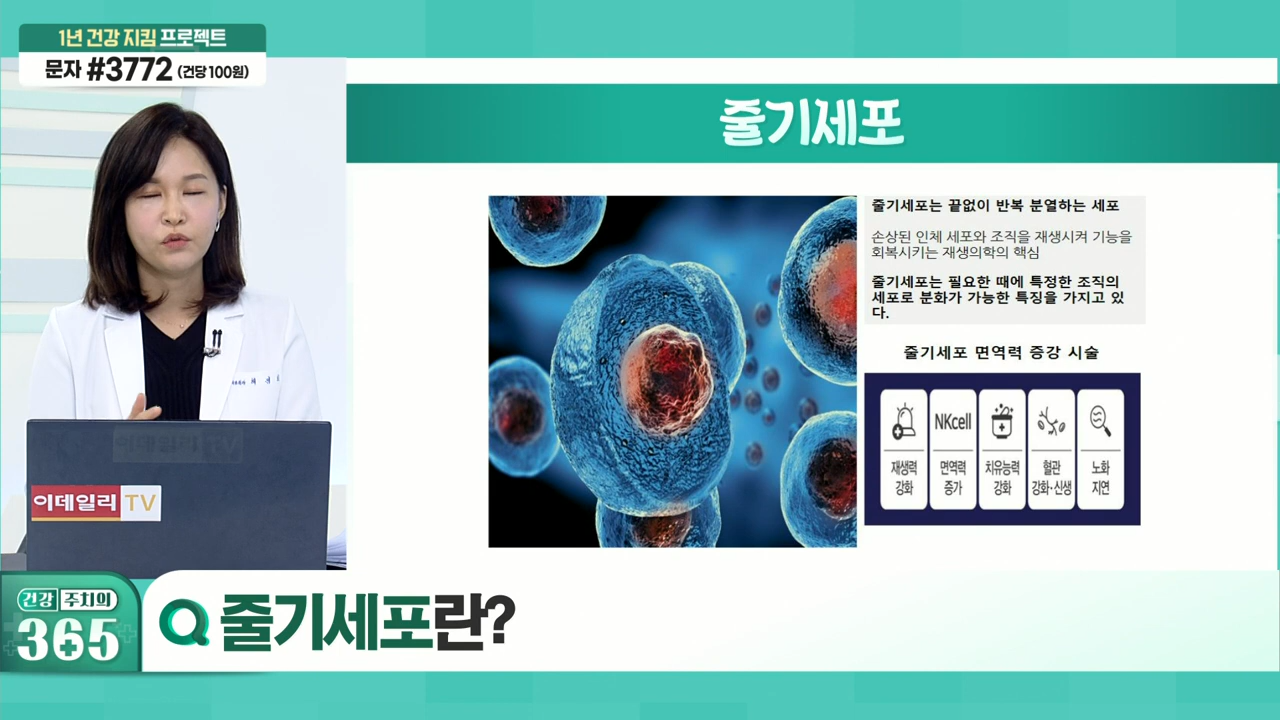 1년 건강 지킴 프로젝트
문자 #3772 (건당 100원)
줄기세포
줄기세포는 끝없이 반복 분열하는 세포
손상된 인체 세포와 조직을 재생시켜 기능을
회복시키는 재생의학의 핵심
줄기세포는 필요한 때에 특정한 조직의
세포로 분화가 가능한 특징을 가지고 있
다.
줄기세포 면역력 증강 시술
재생력
강화
NKcell
면역력
증가
치유능력
강화
혈관
강화·신생
노화
지연
이데일리 TV
이데일리 TV
건강 주치의
365
Q 줄기세포란?